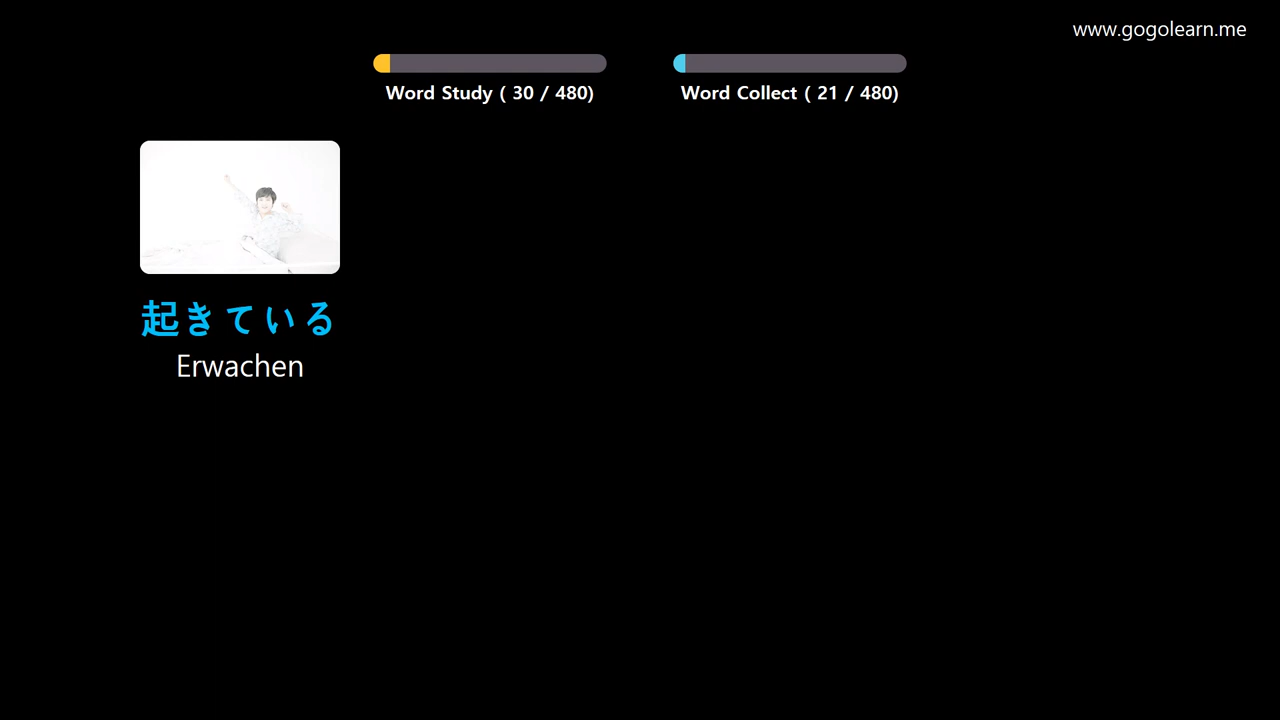 www.gogolearn.me
Word Study ( 30 / 480)
Word Collect ( 21 / 480)
起きている
Erwachen